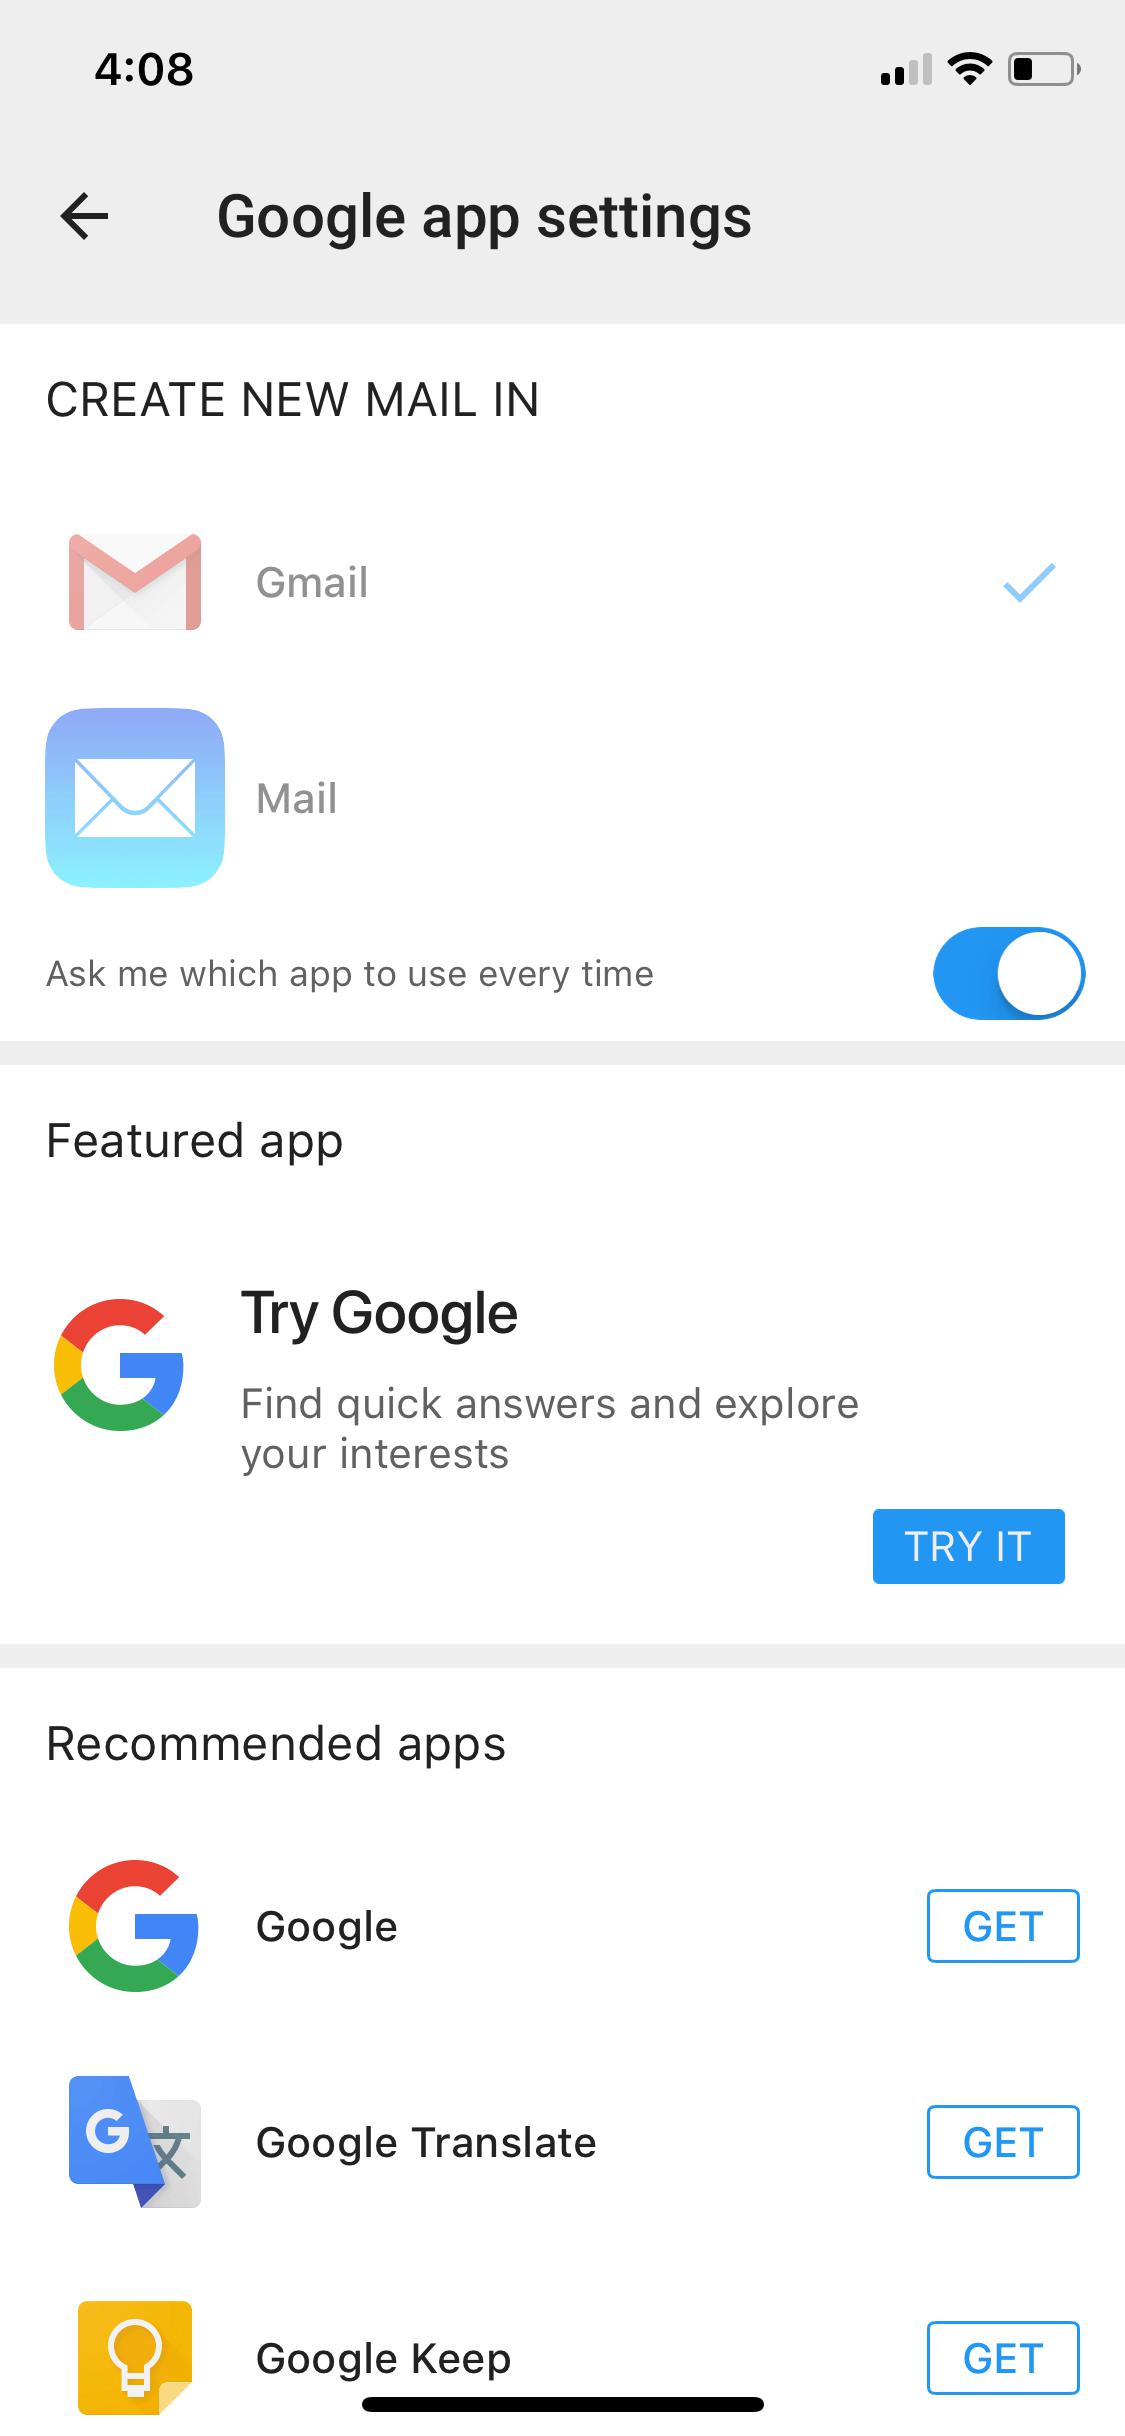 4:08
Google app settings
CREATE NEW MAIL IN
Gmail
Mail
Ask me which app to use every time
Featured app
Try Google
Find quick answers and explore
your interests
TRY IT
Recommended apps
Google
GET
G
文
Google Translate
GET
Google Keep
GET